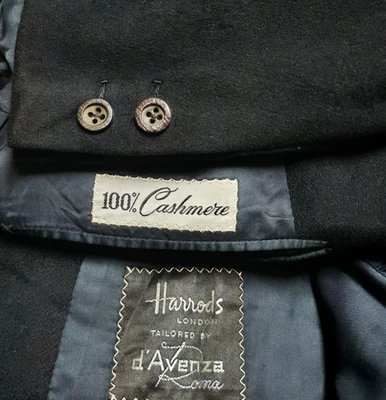 100% Cashmere
Harrods
LONDON
TAILORED BY
d'Avenza
Roma